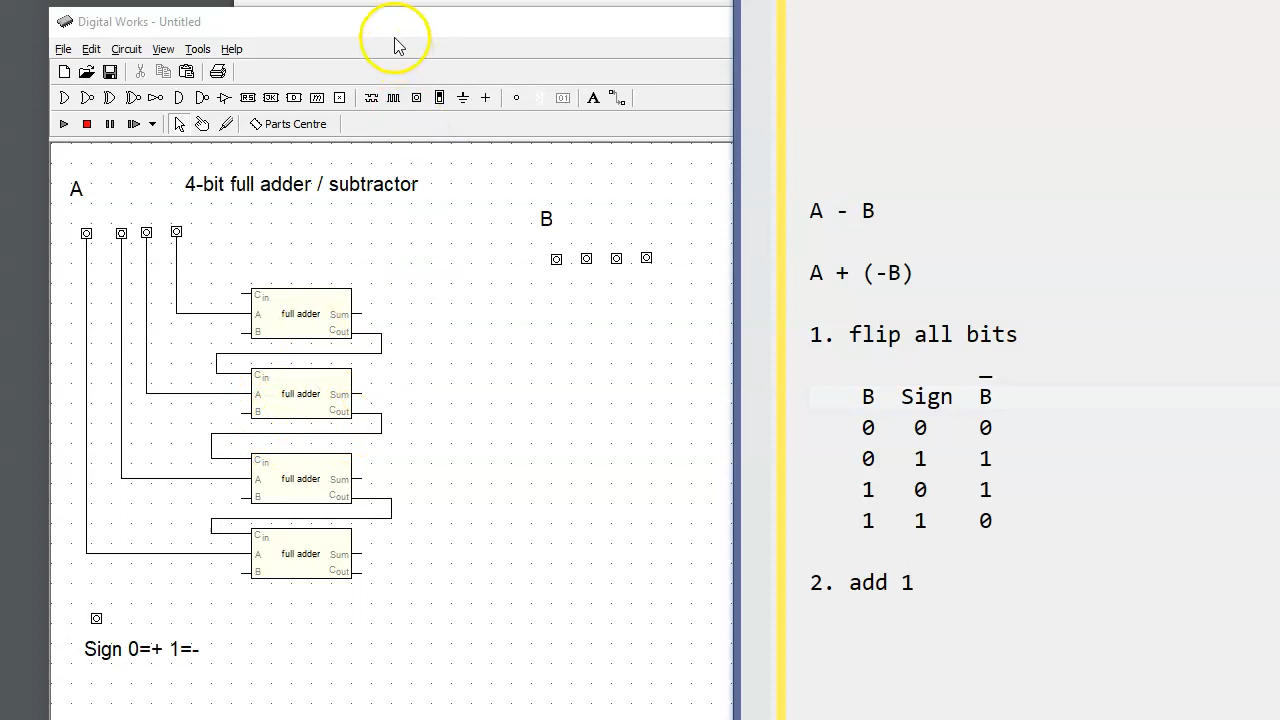 Digital Works - Untitled
File Edit Circuit View Tools Help
RS JK D m
Parts Centre
A
4-bit full adder / subtractor
B
Cin
A full adder Sum
B Cout
Cin
A full adder Sum
B Cout
Cin
A full adder Sum
B Cout
Cin
A full adder Sum
B Cout
Sign 0=+ 1=-
A - B
A + (-B)
1. flip all bits
B Sign B̅
0 0 0
0 1 1
1 0 1
1 1 0
2. add 1